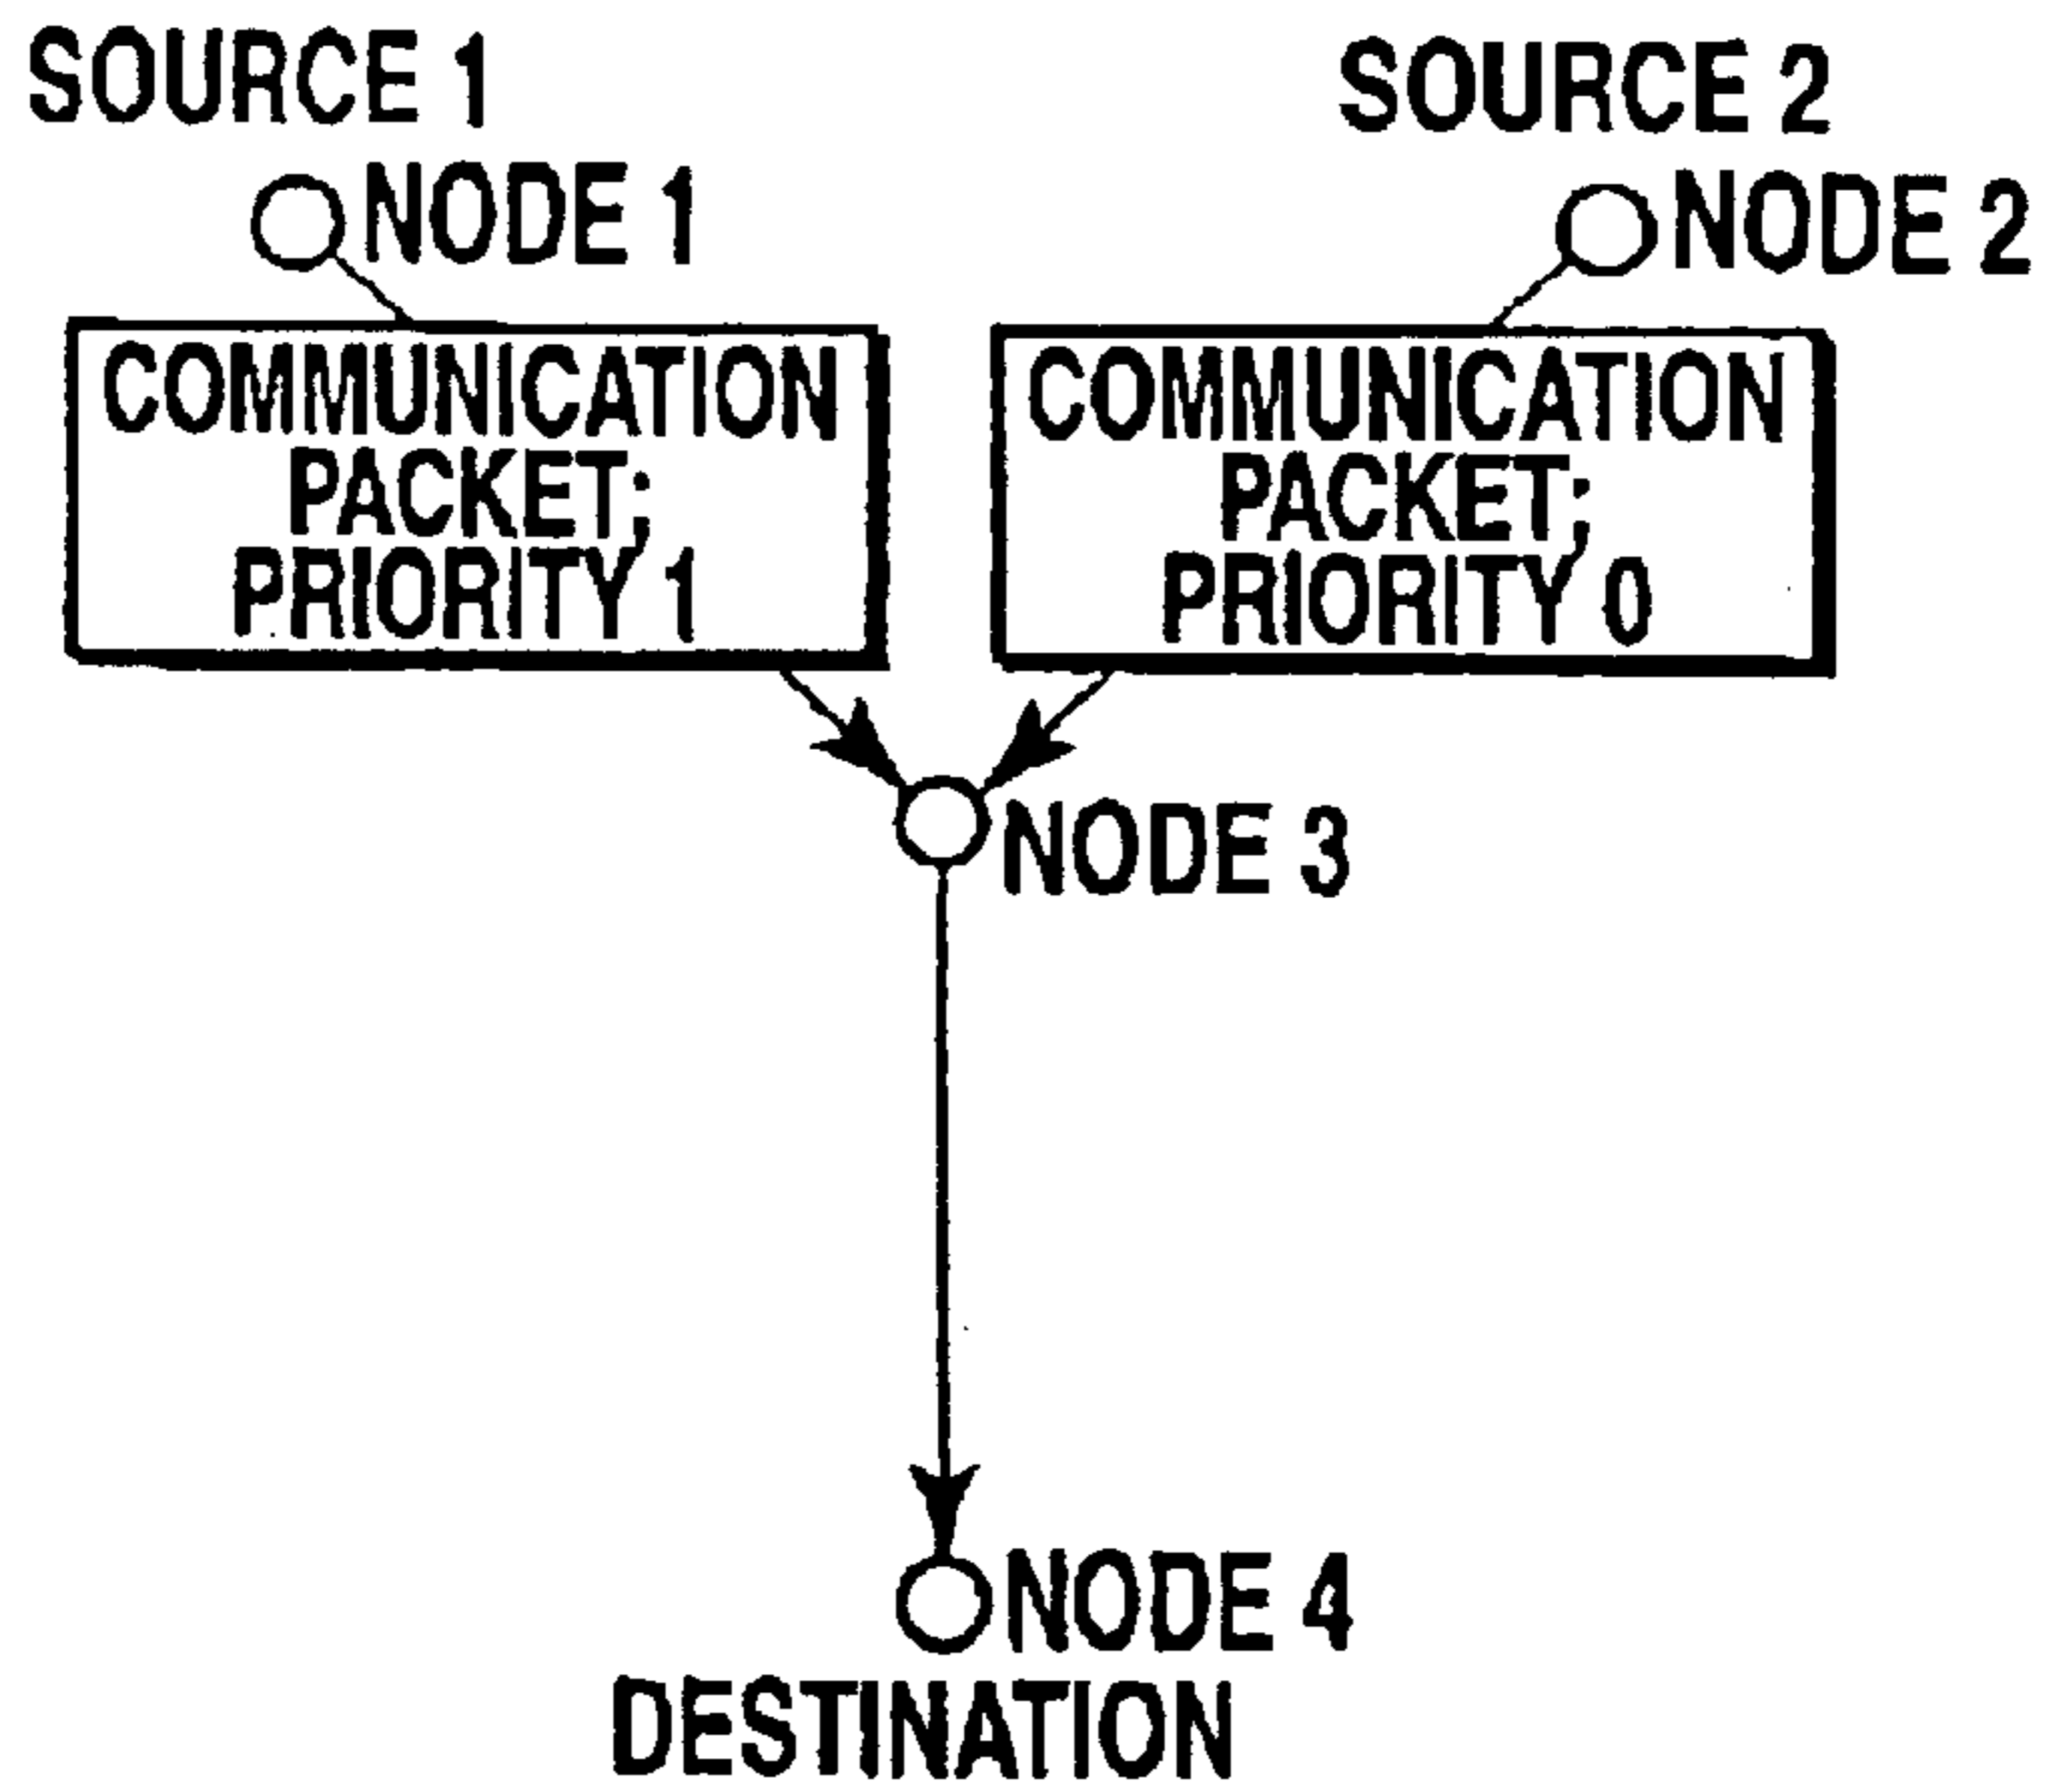 SOURCE 1
NODE 1
COMMUNICATION
PACKET;
PRIORITY 1
SOURCE 2
NODE 2
COMMUNICATION
PACKET;
PRIORITY 0
NODE 3
NODE 4
DESTINATION